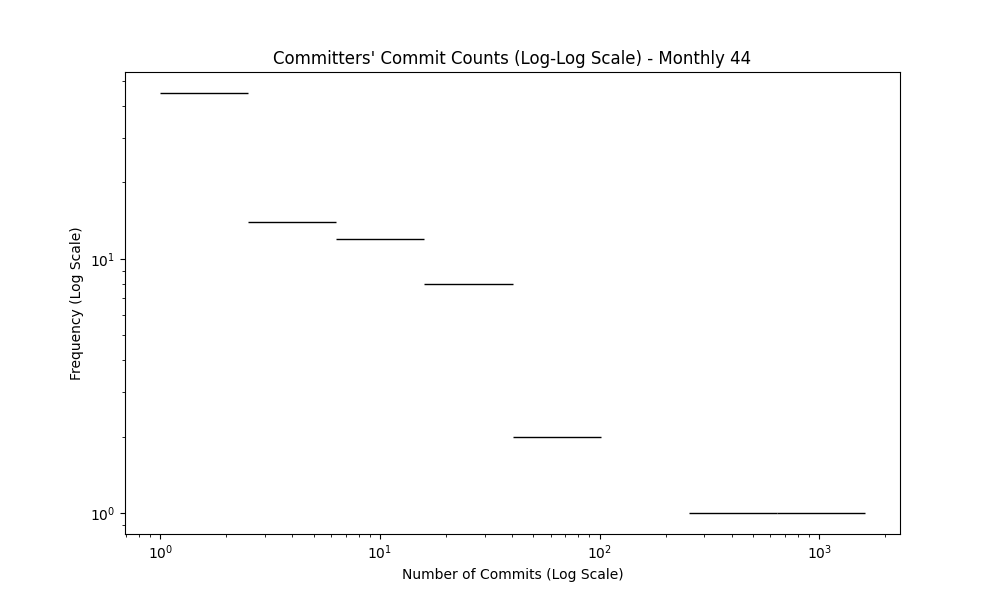 Committers' Commit Counts (Log-Log Scale) - Monthly 44
Frequency (Log Scale)
10¹
10⁰
10⁰ 10¹ 10² 10³
Number of Commits (Log Scale)